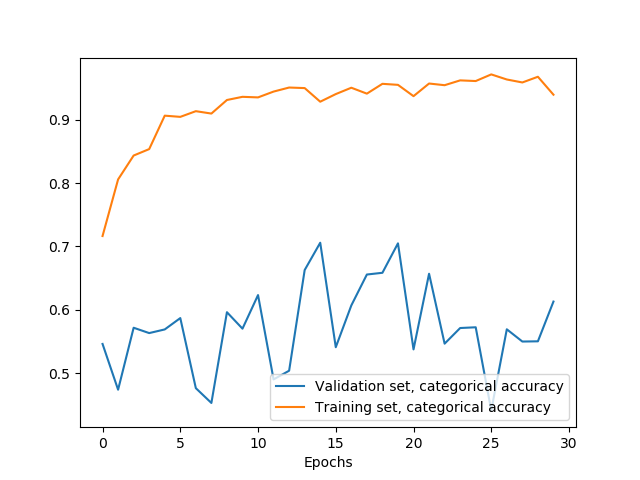 0.9
0.8
0.7
0.6
0.5
Validation set, categorical accuracy
Training set, categorical accuracy
0 5 10 15 20 25 30
Epochs